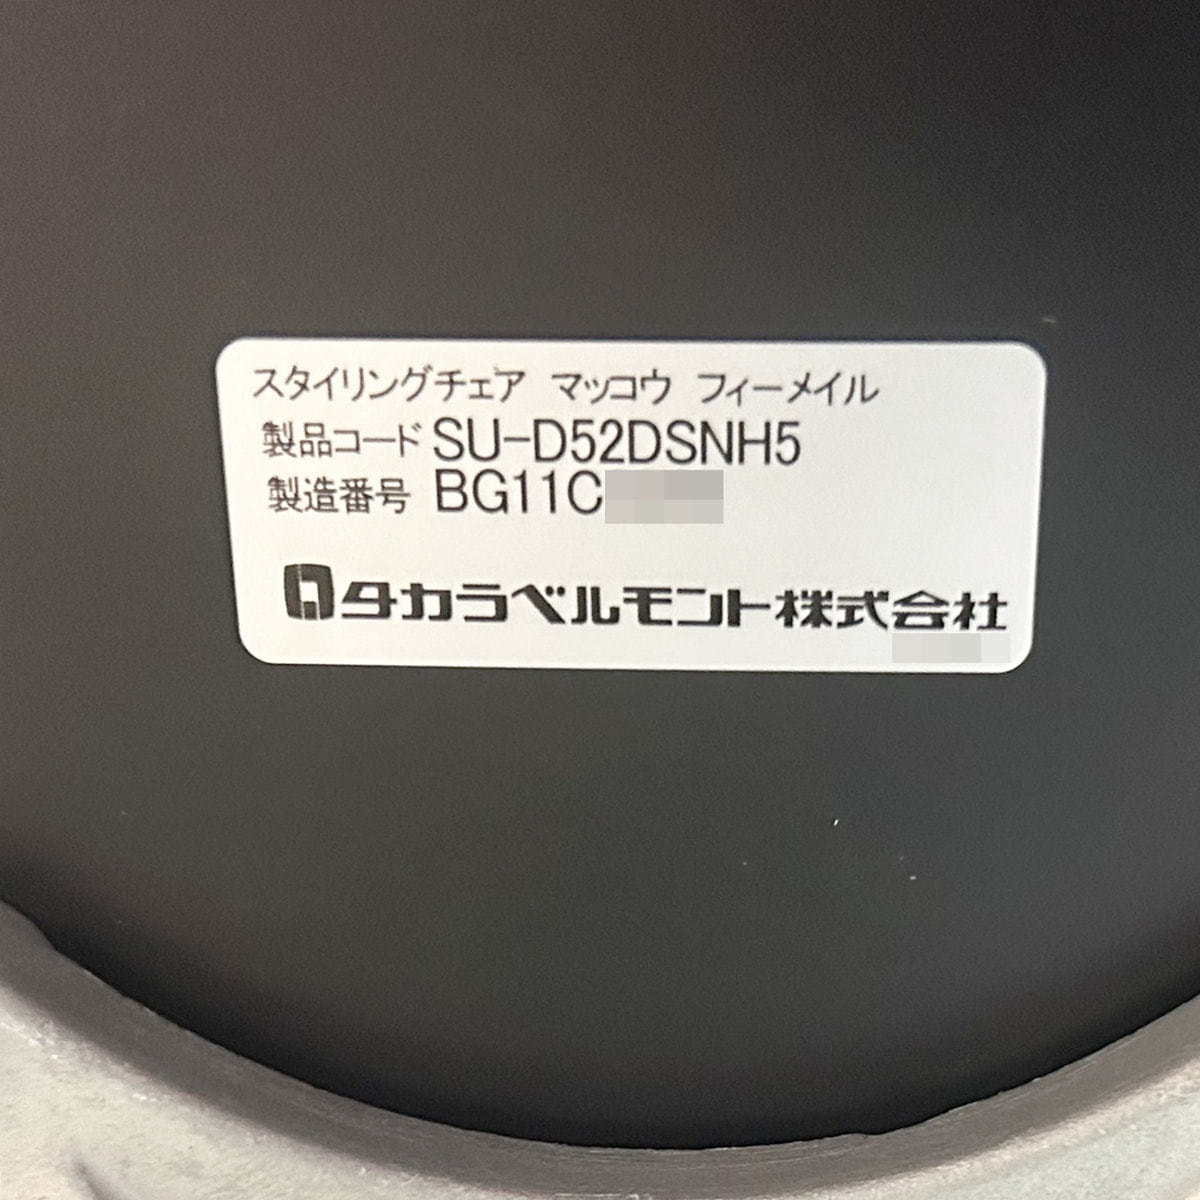 スタイリングチェア マッコウ フィーメイル
製品コード SU-D52DSNH5
製造番号 BG11C
タカラベルモント株式会社